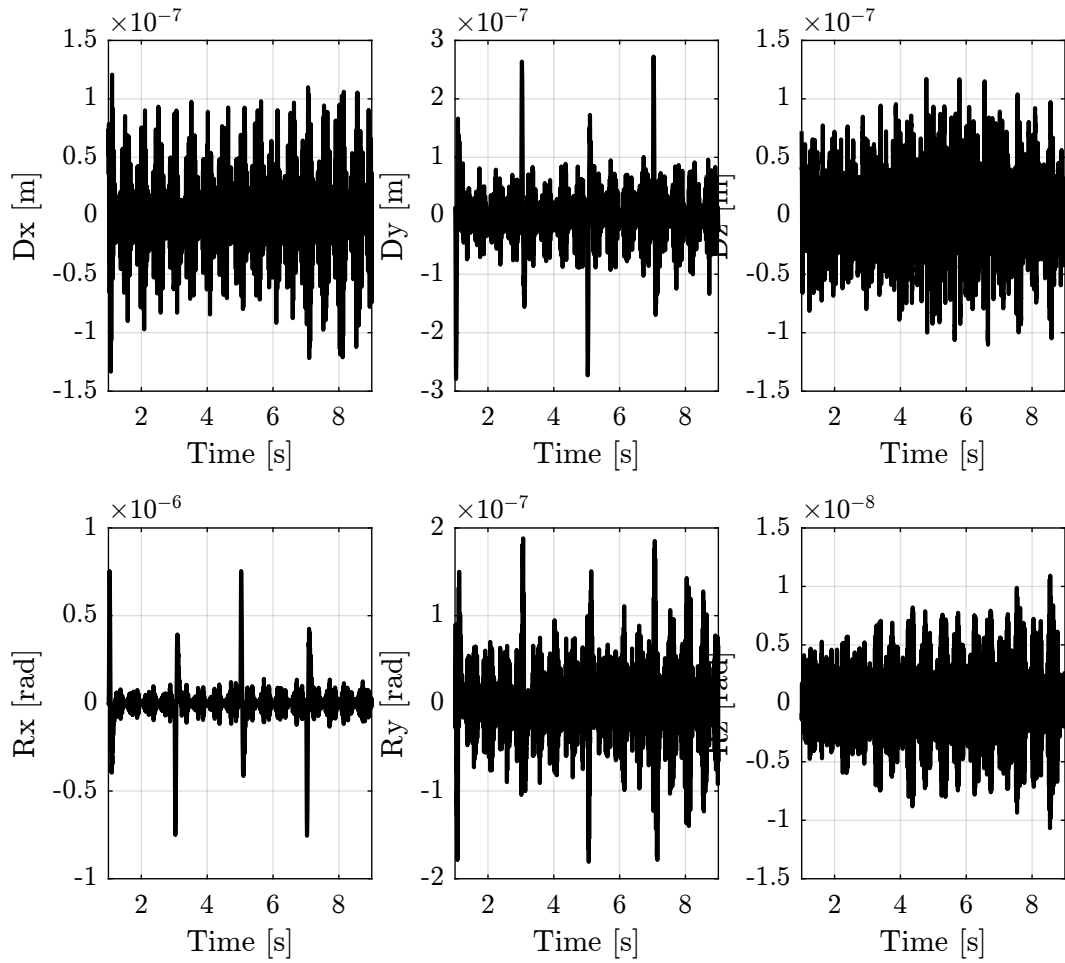 ×10⁻⁷ ×10⁻⁷ ×10⁻⁷
1.5 3 1.5
1 2 1
0.5 1 0.5
Dx [m] 0 Dy [m] 0 Dz [m] 0
-0.5 -1 -0.5
-1 -2 -1
-1.5 -3 -1.5
2 4 6 8 2 4 6 8 2 4 6 8
Time [s] Time [s] Time [s]
×10⁻⁶ ×10⁻⁷ ×10⁻⁸
1 2 1.5
0.5 1 1
0.5
Rx [rad] 0 Ry [rad] 0 Rz [rad] 0
-0.5 -1 -0.5
-1
-1 -2 -1.5
2 4 6 8 2 4 6 8 2 4 6 8
Time [s] Time [s] Time [s]